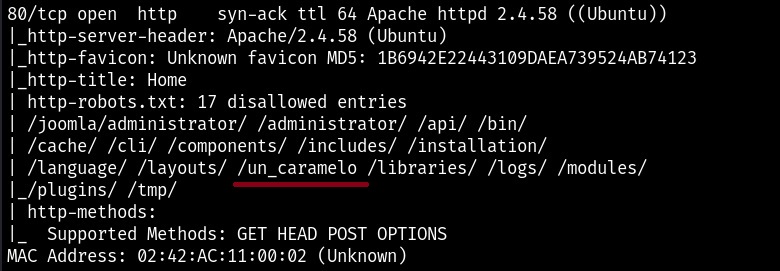 80/tcp open  http    syn-ack ttl 64 Apache httpd 2.4.58 ((Ubuntu))
|_http-server-header: Apache/2.4.58 (Ubuntu)
|_http-favicon: Unknown favicon MD5: 1B6942E22443109DAEA739524AB74123
|_http-title: Home
| http-robots.txt: 17 disallowed entries
| /joomla/administrator/ /administrator/ /api/ /bin/
| /cache/ /cli/ /components/ /includes/ /installation/
| /language/ /layouts/ /un_caramelo /libraries/ /logs/ /modules/
|_/plugins/ /tmp/
| http-methods:
|_  Supported Methods: GET HEAD POST OPTIONS
MAC Address: 02:42:AC:11:00:02 (Unknown)